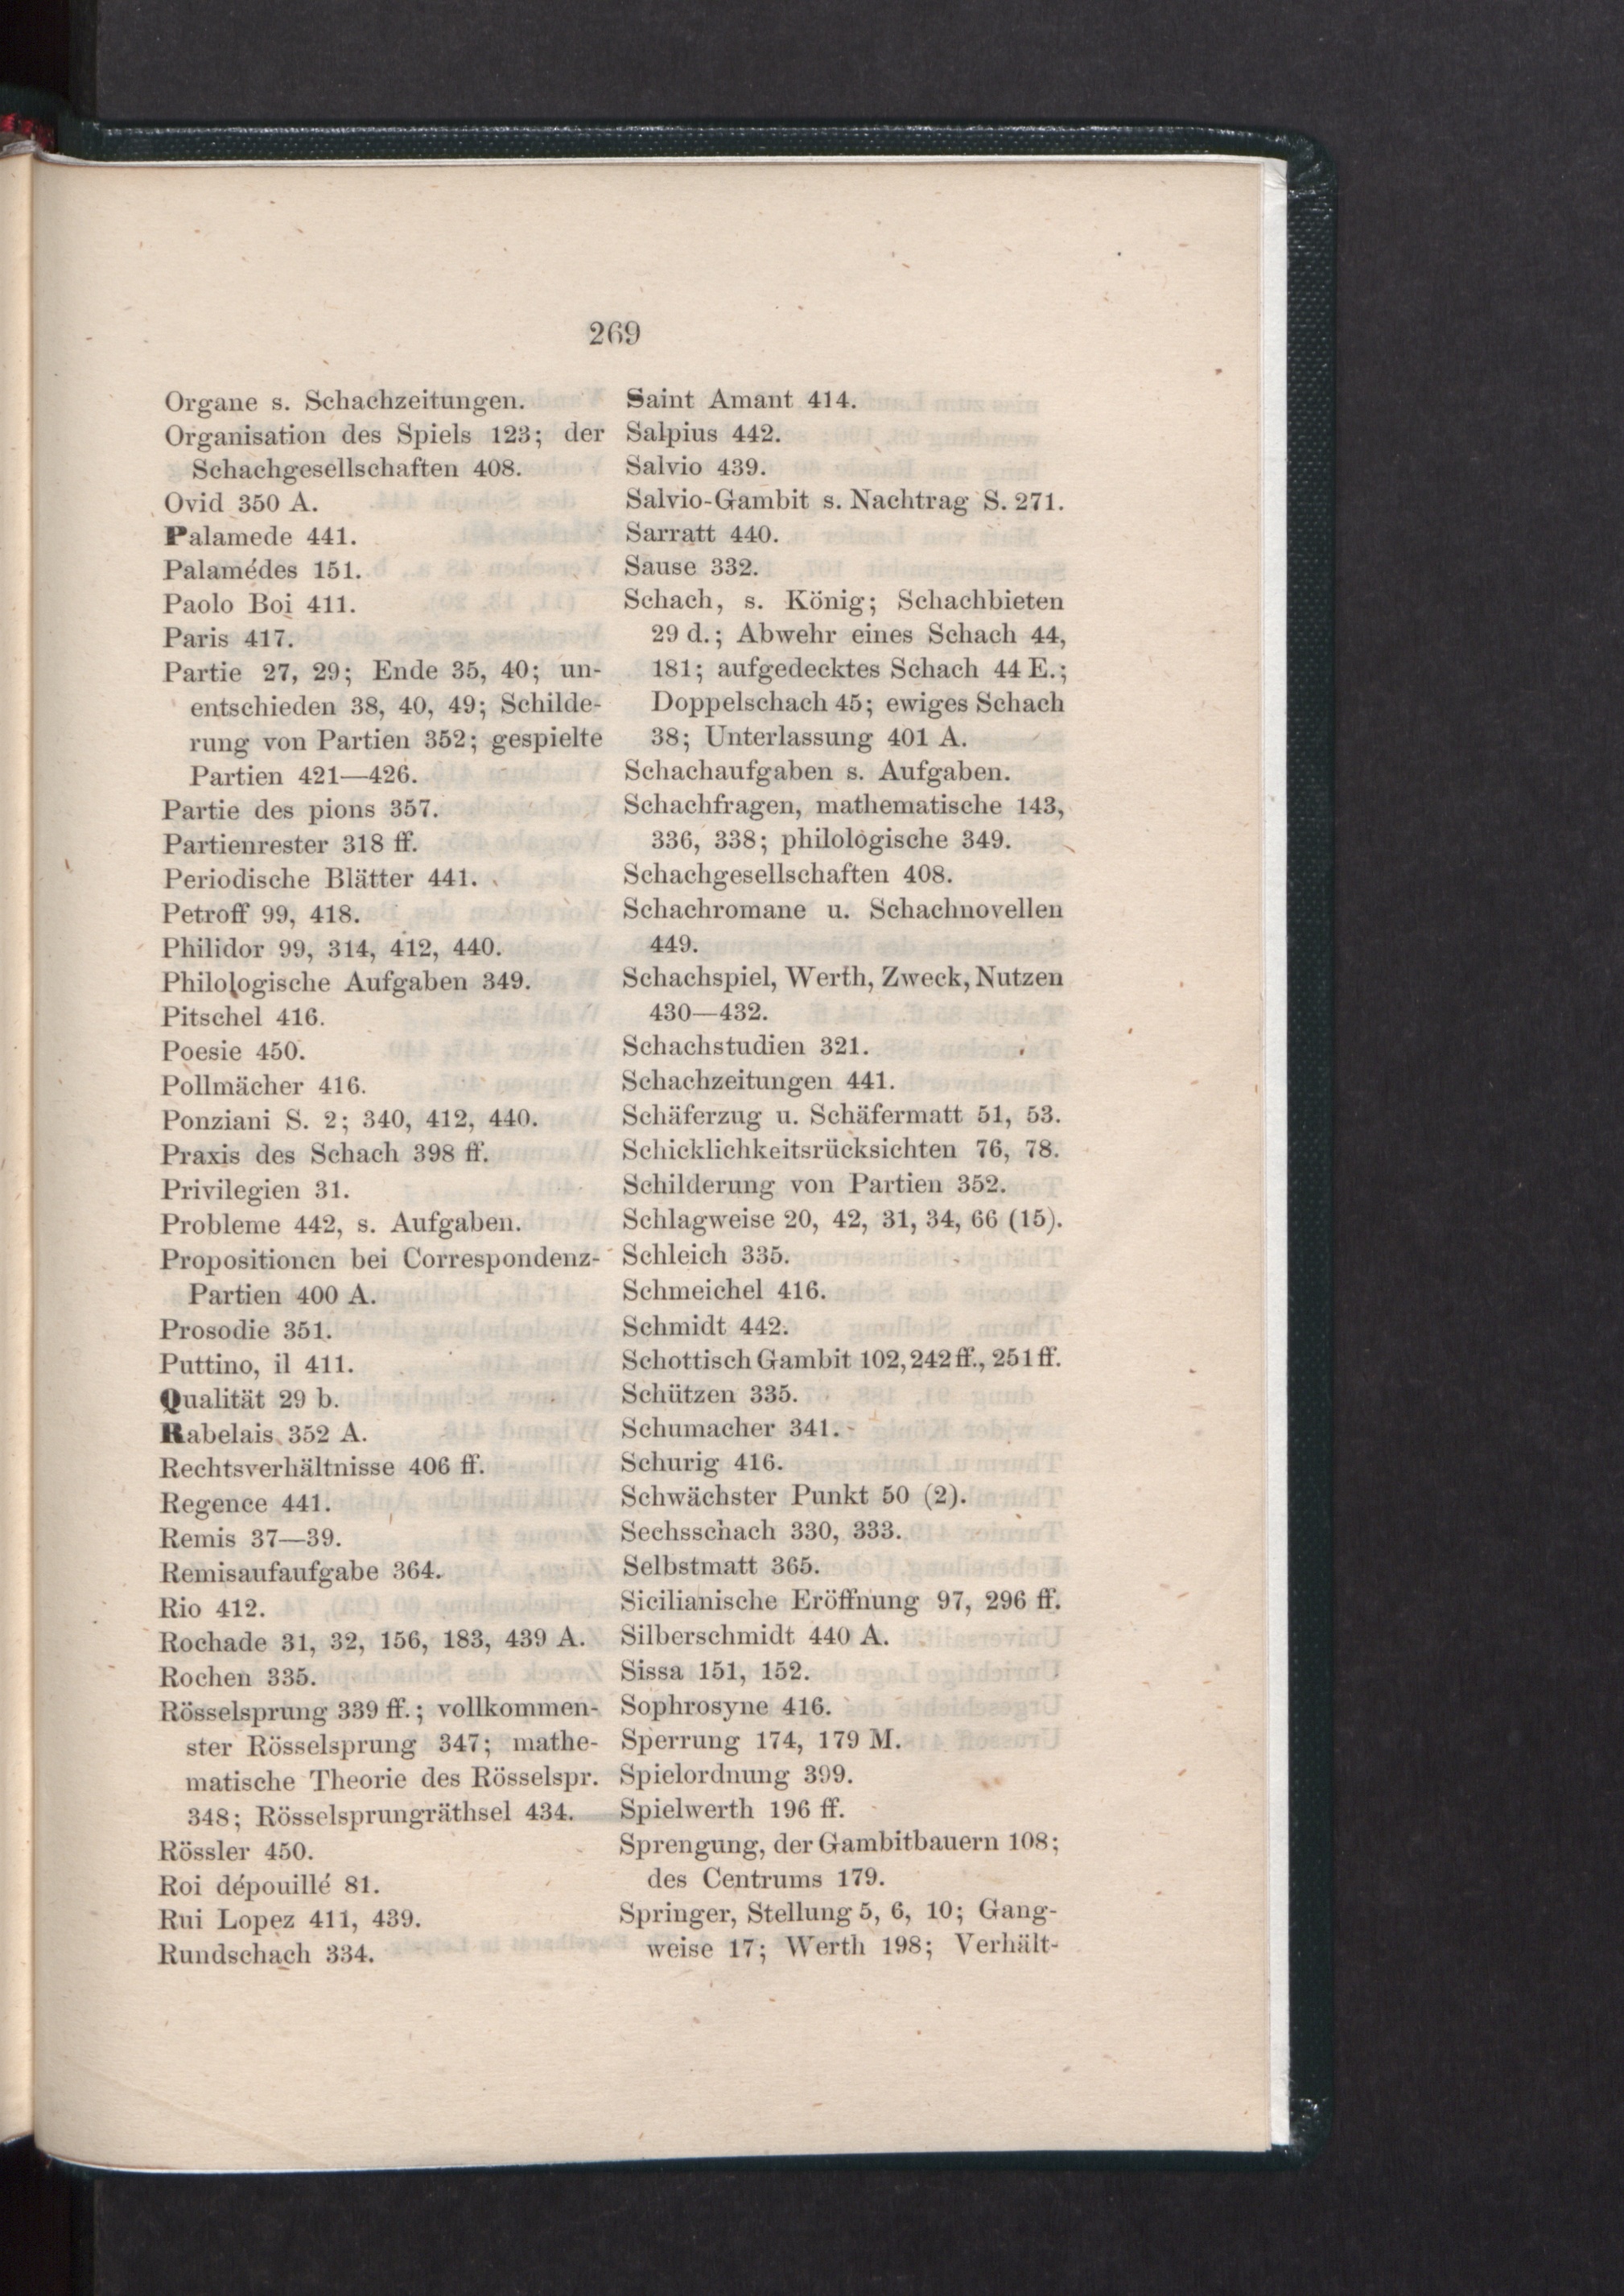 269
Organe s. Schachzeitungen.
Organisation des Spiels 123; der
Schachgesellschaften 408.
Ovid 350 A.
Palamede 441.
Palamédes 151.
Paolo Boi 411.
Paris 417.
Partie 27, 29; Ende 35, 40; un-
entschieden 38, 40, 49; Schilde-
rung von Partien 352; gespielte
Partien 421—426.
Partie des pions 357.
Partienrester 318 ff.
Periodische Blätter 441.
Petroff 99, 418.
Philidor 99, 314, 412, 440.
Philologische Aufgaben 349.
Pitschel 416.
Poesie 450.
Pollmächer 416.
Ponziani S. 2; 340, 412, 440.
Praxis des Schach 398 ff.
Privilegien 31.
Probleme 442, s. Aufgaben.
Propositionen bei Correspondenz-
Partien 400 A.
Prosodie 351.
Puttino, il 411.
Qualität 29 b.
Rabelais 352 A.
Rechtsverhältnisse 406 ff.
Regence 441.
Remis 37—39.
Remisaufaufgabe 364.
Rio 412.
Rochade 31, 32, 156, 183, 439 A.
Rochen 335.
Rösselsprung 339 ff.; vollkommen-
ster Rösselsprung 347; mathe-
matische Theorie des Rösselspr.
348; Rösselsprungräthsel 434.
Rössler 450.
Roi dépouillé 81.
Rui Lopez 411, 439.
Rundschach 334.
Saint Amant 414.
Salpius 442.
Salvio 439.
Salvio-Gambit s. Nachtrag S. 271.
Sarratt 440.
Sause 332.
Schach, s. König; Schachbieten
29 d.; Abwehr eines Schach 44,
181; aufgedecktes Schach 44 E.;
Doppelschach 45; ewiges Schach
38; Unterlassung 401 A.
Schachaufgaben s. Aufgaben.
Schachfragen, mathematische 143,
336, 338; philologische 349.
Schachgesellschaften 408.
Schachromane u. Schachnovellen
449.
Schachspiel, Werth, Zweck, Nutzen
430—432.
Schachstudien 321.
Schachzeitungen 441.
Schäferzug u. Schäfermatt 51, 53.
Schicklichkeitsrücksichten 76, 78.
Schilderung von Partien 352.
Schlagweise 20, 42, 31, 34, 66 (15).
Schleich 335.
Schmeichel 416.
Schmidt 442.
Schottisch Gambit 102, 242 ff., 251 ff.
Schützen 335.
Schumacher 341.
Schurig 416.
Schwächster Punkt 50 (2).
Sechsschach 330, 333.
Selbstmatt 365.
Sicilianische Eröffnung 97, 296 ff.
Silberschmidt 440 A.
Sissa 151, 152.
Sophrosyne 416.
Sperrung 174, 179 M.
Spielordnung 399.
Spielwerth 196 ff.
Sprengung, der Gambitbauern 108;
des Centrums 179.
Springer, Stellung 5, 6, 10; Gang-
weise 17; Werth 198; Verhält-